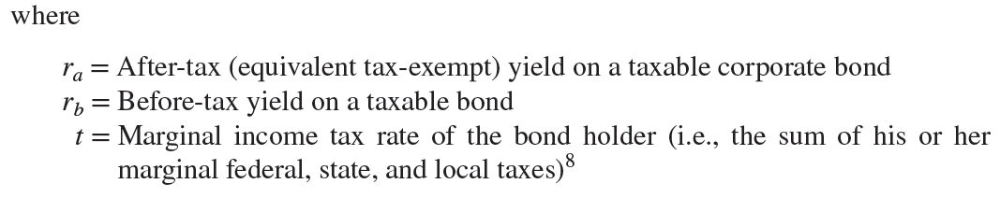 where
rₐ = After-tax (equivalent tax-exempt) yield on a taxable corporate bond
r_b = Before-tax yield on a taxable bond
t = Marginal income tax rate of the bond holder (i.e., the sum of his or her
marginal federal, state, and local taxes)⁸